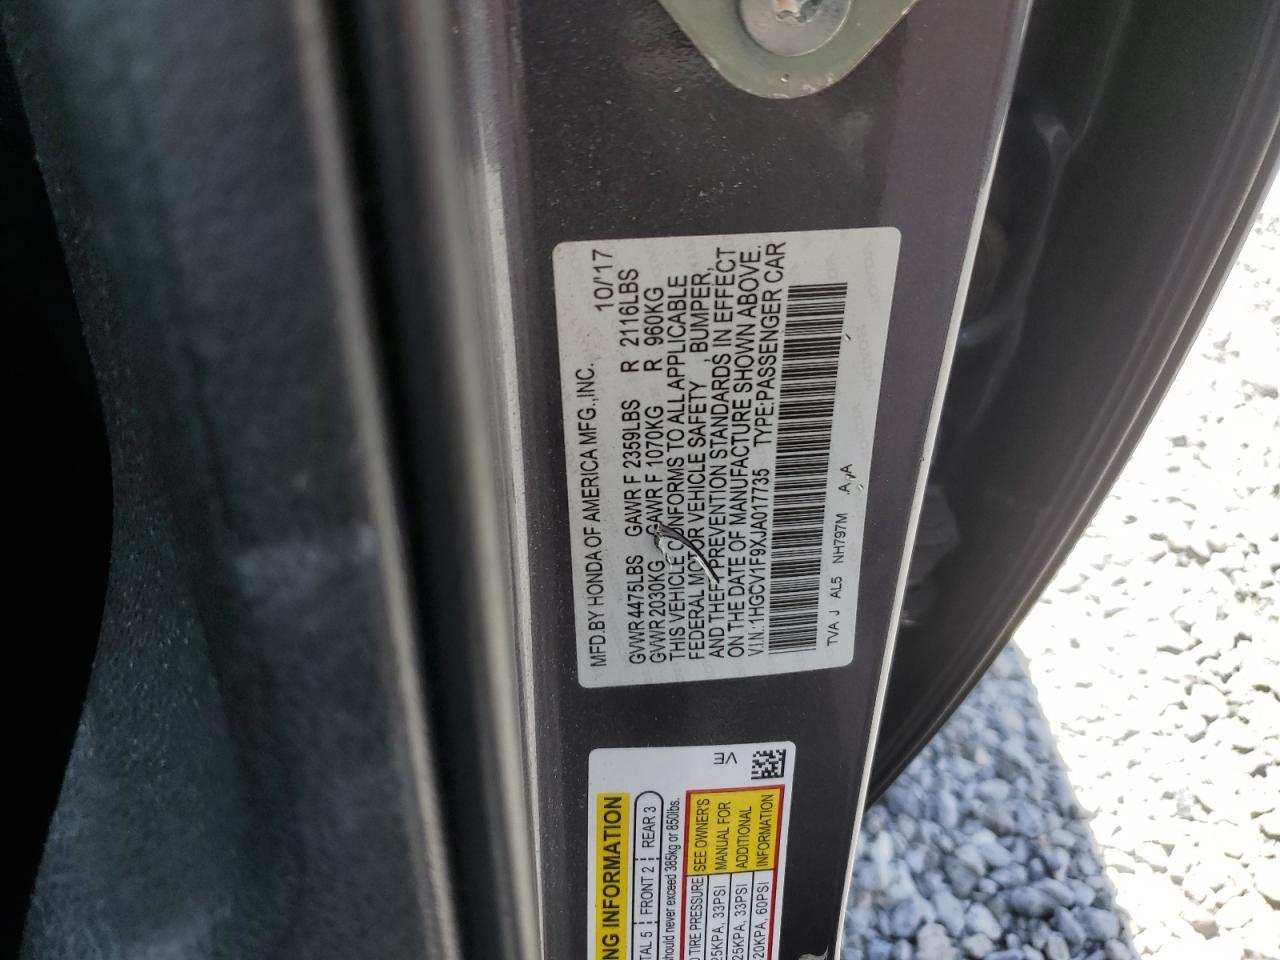 MFD.BY HONDA OF AMERICA MFG.,INC. 10/'17
GVWR 4475LBS GAWR F 2359LBS R 2116LBS
GVWR 2030KG GAWR F 1070KG R 960KG
THIS VEHICLE CONFORMS TO ALL APPLICABLE
FEDERAL MOTOR VEHICLE SAFETY , BUMPER,
AND THEFT PREVENTION STANDARDS IN EFFECT
ON THE DATE OF MANUFACTURE SHOWN ABOVE.
V.I.N.:1HGCV1F9XJA017735 TYPE:PASSENGER CAR
TVA J AL5 NH797M A A
VE
NG INFORMATION
TAL 5 FRONT 2 REAR 3
should never exceed 385kg or 850lbs.
TIRE PRESSURE SEE OWNER'S
25KPA, 33PSI MANUAL FOR
25KPA, 33PSI ADDITIONAL
20KPA, 60PSI INFORMATION